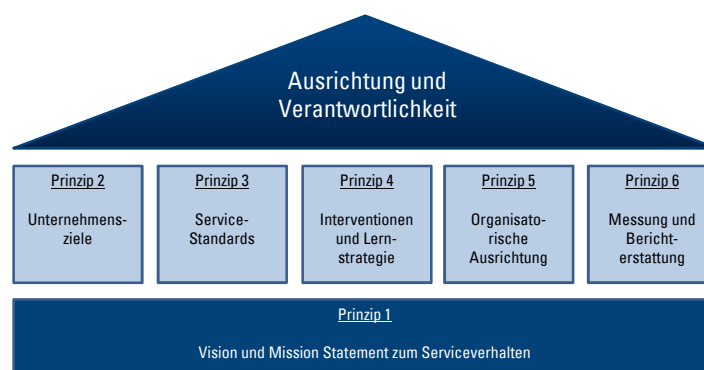 Ausrichtung und
Verantwortlichkeit
Prinzip 2
Unternehmens-
ziele
Prinzip 3
Service-
Standards
Prinzip 4
Interventionen
und Lern-
strategie
Prinzip 5
Organisato-
rische
Ausrichtung
Prinzip 6
Messung und
Bericht-
erstattung
Prinzip 1
Vision und Mission Statement zum Serviceverhalten